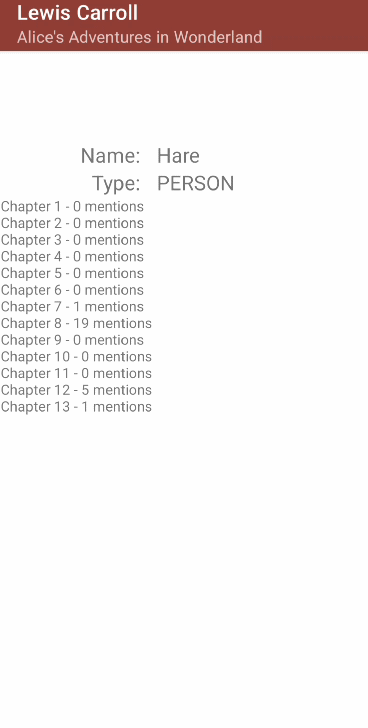 Lewis Carroll
Alice's Adventures in Wonderland
Name: Hare
Type: PERSON
Chapter 1 - 0 mentions
Chapter 2 - 0 mentions
Chapter 3 - 0 mentions
Chapter 4 - 0 mentions
Chapter 5 - 0 mentions
Chapter 6 - 0 mentions
Chapter 7 - 1 mentions
Chapter 8 - 19 mentions
Chapter 9 - 0 mentions
Chapter 10 - 0 mentions
Chapter 11 - 0 mentions
Chapter 12 - 5 mentions
Chapter 13 - 1 mentions